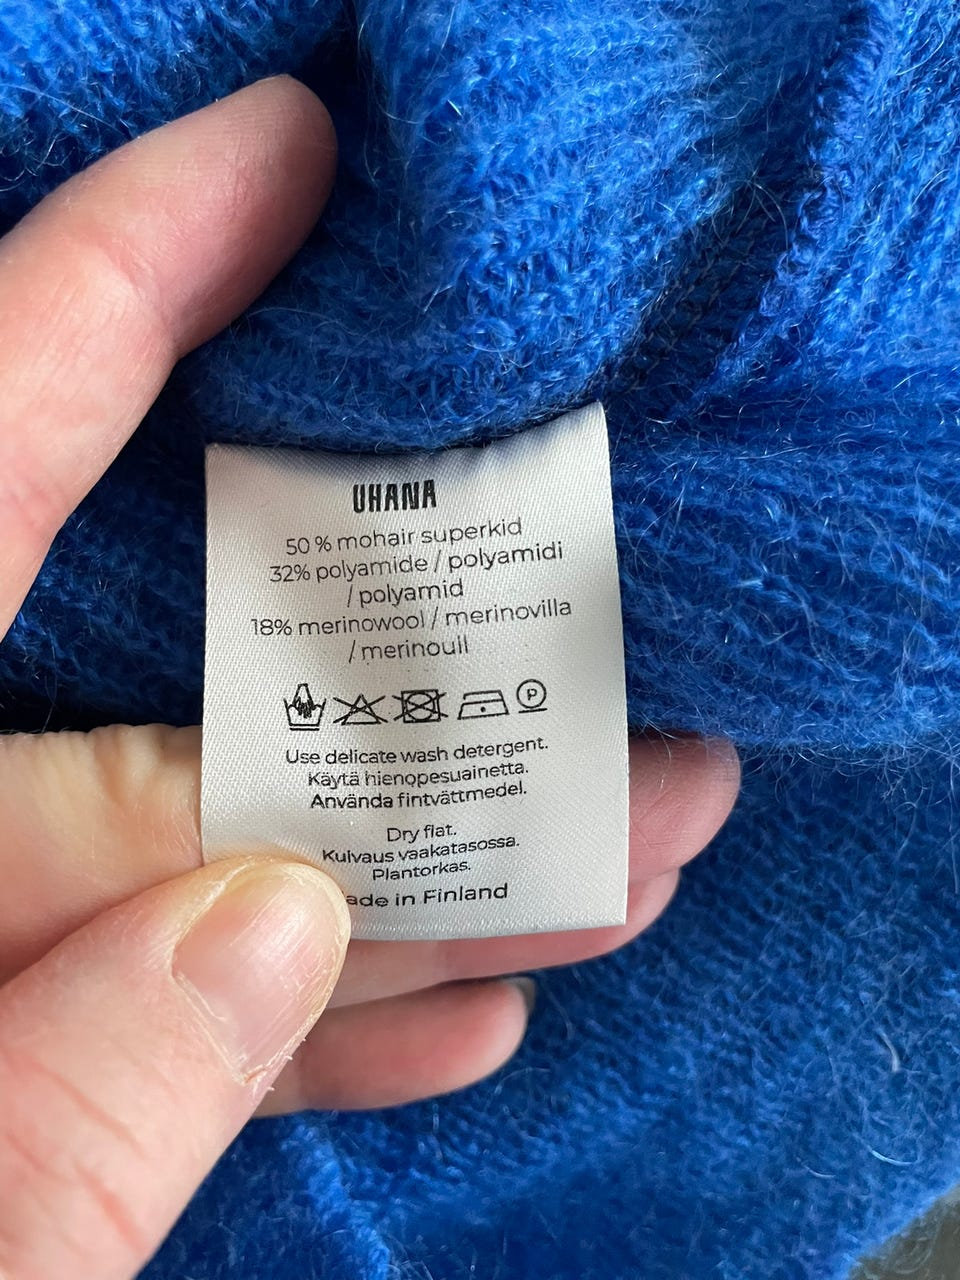 UHANA
50 % mohair superkid
32% polyamide / polyamidi
/ polyamid
18% merinowool / merinovilla
/ merinoull
P
Use delicate wash detergent.
Käytä hienopesuainetta.
Använda fintvättmedel.
Dry flat.
Kuivaus vaakatasossa.
Plantorkas.
ade in Finland